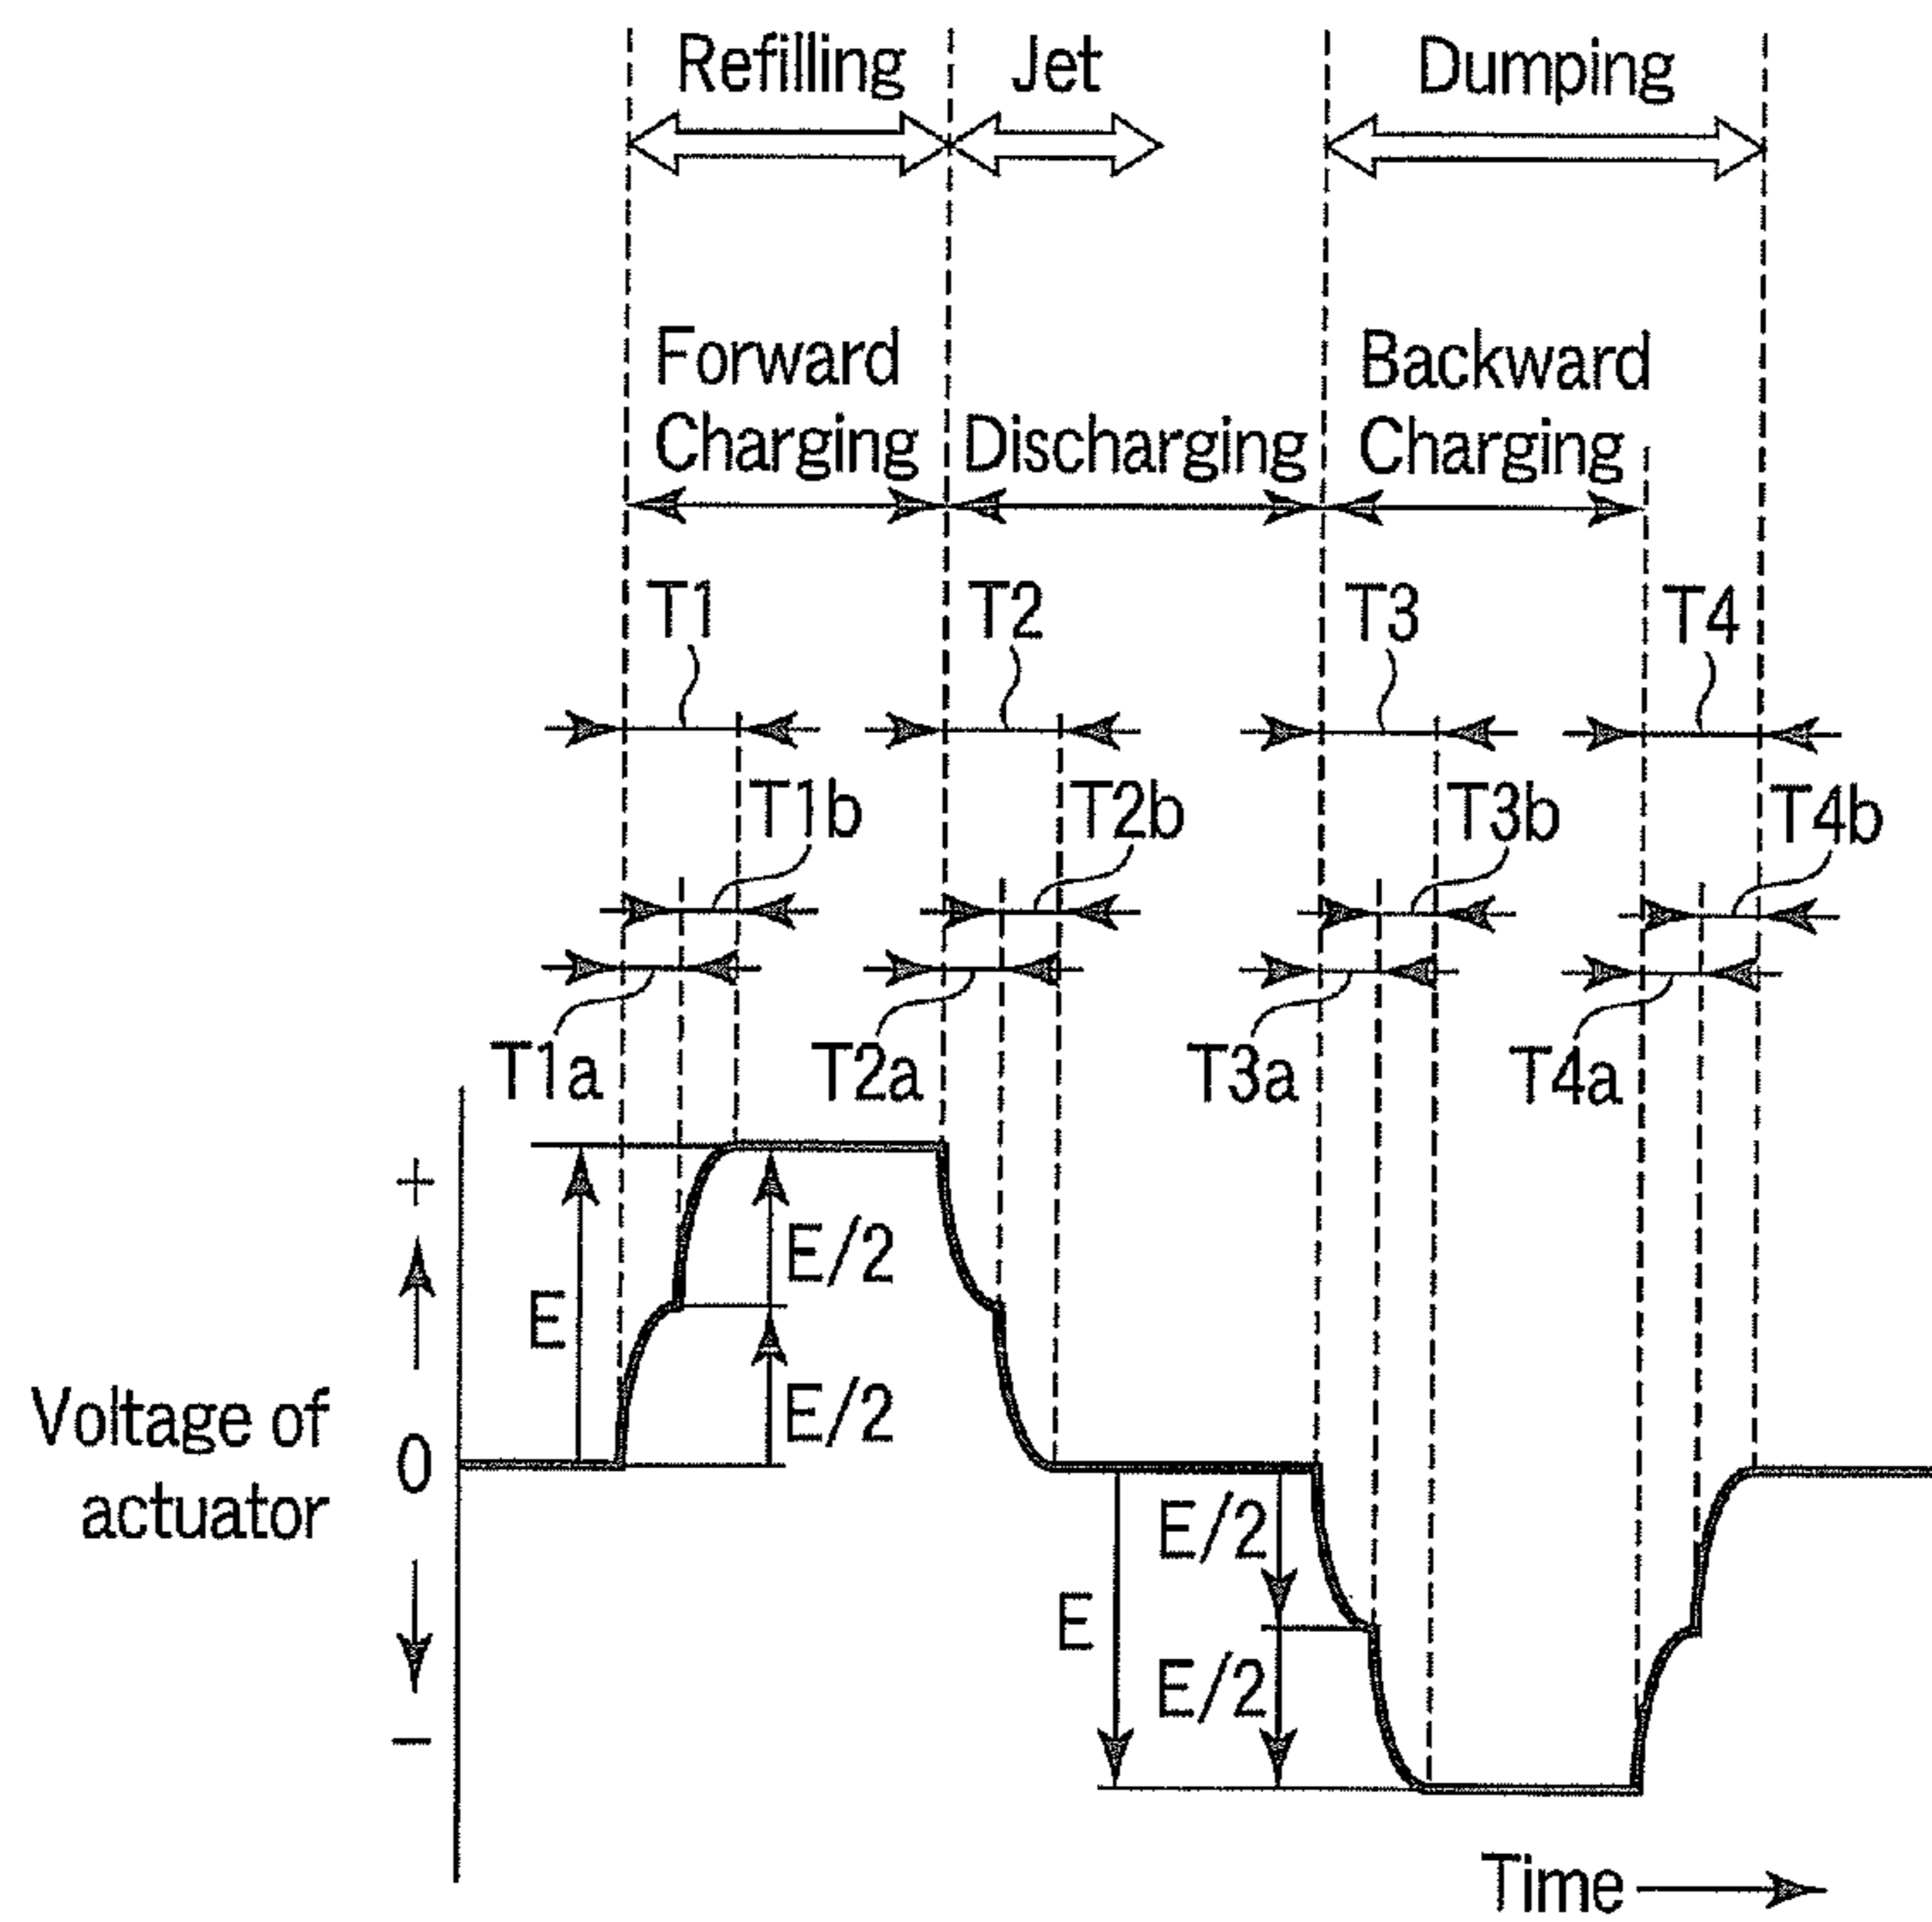 Refilling Jet Dumping
Forward Charging
Discharging
Backward Charging
T1 T2 T3 T4
T1b T2b T3b T4b
T1a T2a T3a T4a
+
E/2
E
E/2
Voltage of actuator
0
E/2
E
E/2
−
Time